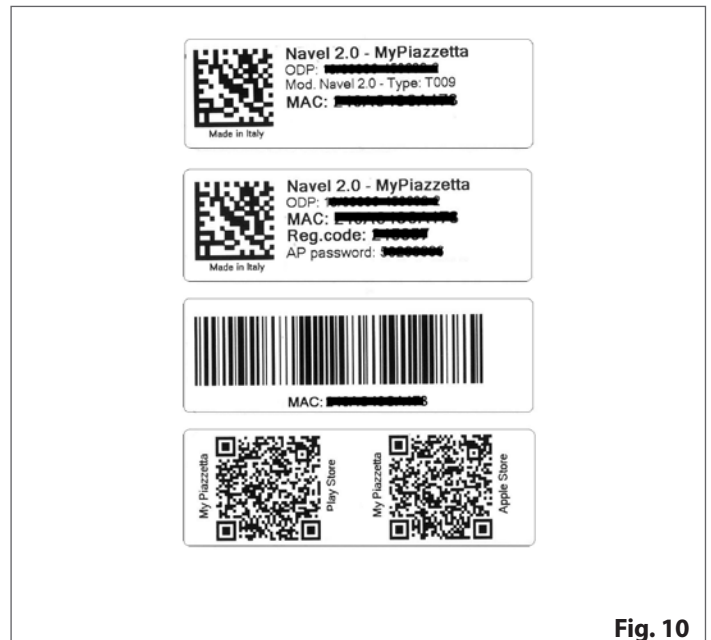 Navel 2.0 - MyPiazzetta
ODP:
Mod. Navel 2.0 - Type: T009
MAC:
Made in Italy
Navel 2.0 - MyPiazzetta
ODP:
MAC:
Reg.code:
AP password:
Made in Italy
MAC:
My Piazzetta
Play Store
My Piazzetta
Apple Store
Fig. 10